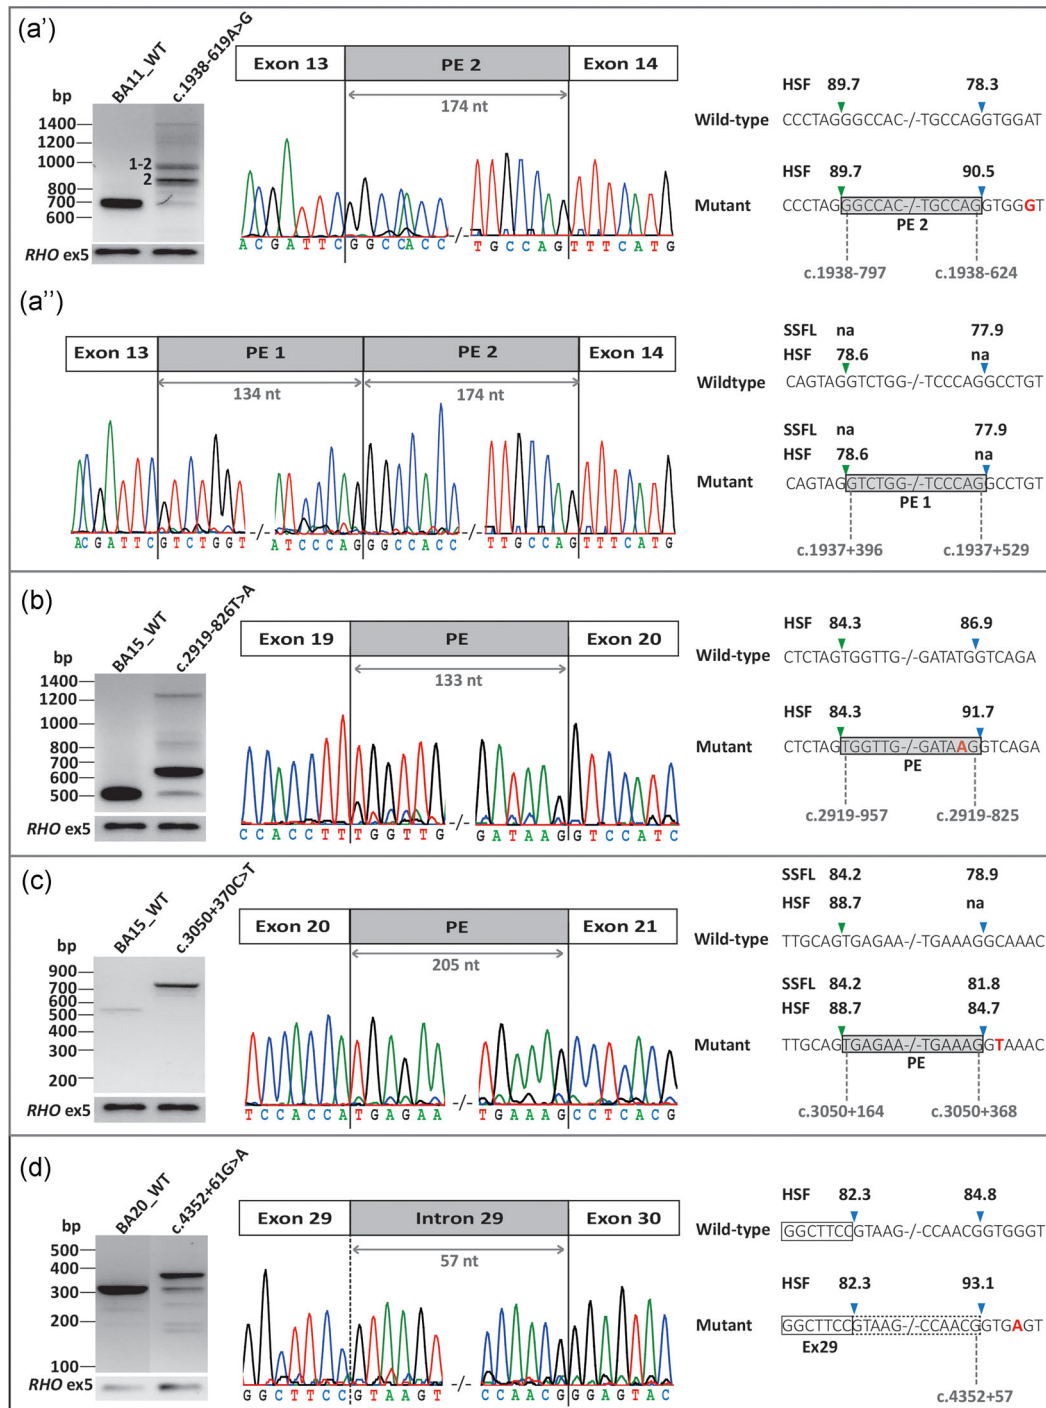 (a')
BA11_WT
c.1938-619A>G
bp
1400
1200
1000
800
700
600
1-2
2
RHO ex5
Exon 13 PE 2 Exon 14
174 nt
A C G A T T C G G C C A C C -/- T G C C A G T T T C A T G
HSF 89.7 78.3
Wild-type CCCTAGGGCCAC-/-TGCCAGGTGGAT
HSF 89.7 90.5
Mutant CCCTAGGGCCAC-/-TGCCAGGTGGGT
PE 2
c.1938-797 c.1938-624
(a'')
Exon 13 PE 1 PE 2 Exon 14
134 nt 174 nt
A C G A T T C G T C T G G T -/- A T C C C A G G G C C A C C -/- T T G C C A G T T T C A T G
SSFL na 77.9
HSF 78.6 na
Wildtype CAGTAGGTCTGG-/-TCCCAGGCCTGT
SSFL na 77.9
HSF 78.6 na
Mutant CAGTAGGTCTGG-/-TCCCAGGCCTGT
PE 1
c.1937+396 c.1937+529
(b)
BA15_WT
c.2919-826T>A
bp
1400
1200
1000
800
700
600
500
RHO ex5
Exon 19 PE Exon 20
133 nt
C C A C C T T T G G T T G -/- G A T A A G G T C C A T C
HSF 84.3 86.9
Wild-type CTCTAGTGGTTG-/-GATATGGTCAGA
HSF 84.3 91.7
Mutant CTCTAGTGGTTG-/-GATAAGGTCAGA
PE
c.2919-957 c.2919-825
(c)
BA15_WT
c.3050+370C>T
bp
900
700
600
500
400
300
200
RHO ex5
Exon 20 PE Exon 21
205 nt
T C C A C C A T G A G A A -/- T G A A A G C C T C A C G
SSFL 84.2 78.9
HSF 88.7 na
Wild-type TTGCAGTGAGAA-/-TGAAAGGCAAAC
SSFL 84.2 81.8
HSF 88.7 84.7
Mutant TTGCAGTGAGAA-/-TGAAAGGTAAAC
PE
c.3050+164 c.3050+368
(d)
BA20_WT
c.4352+61G>A
bp
500
400
300
200
100
RHO ex5
Exon 29 Intron 29 Exon 30
57 nt
G G C T T C C G T A A G T -/- C C A A C G G G A G T A C
HSF 82.3 84.8
Wild-type GGCTTCCGTAAG-/-CCAACGGTGGGT
HSF 82.3 93.1
Mutant GGCTTCCGTAAG-/-CCAACGGTGAGT
Ex29
c.4352+57